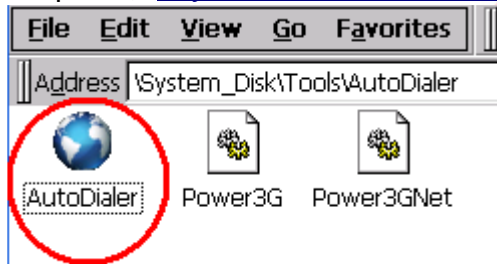 File Edit View Go Favorites
Address \System_Disk\Tools\AutoDialer
AutoDialer Power3G Power3GNet